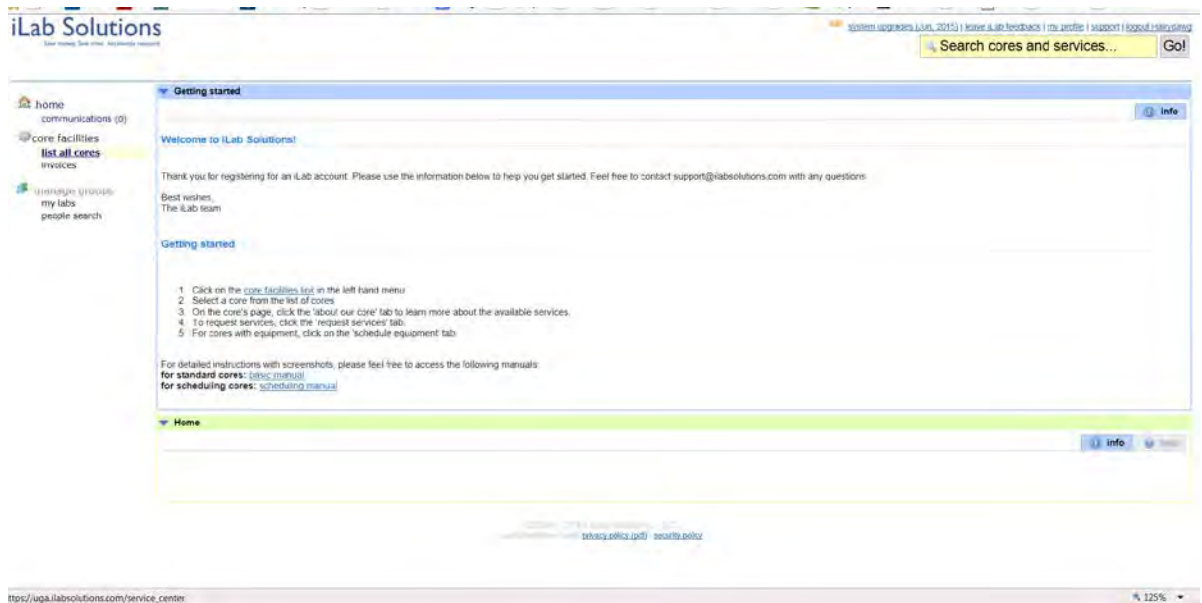 iLab Solutions
system upgrades (Jun, 2015) | leave iLab feedback | my profile | support | logout
Search cores and services... Go!
home
communications (0)
core facilities
list all cores
invoices
manage groups
my labs
people search
Getting started
info
Welcome to iLab Solutions!
Thank you for registering for an iLab account. Please use the information below to help you get started. Feel free to contact support@ilabsolutions.com with any questions.
Best wishes,
The iLab team
Getting started
1. Click on the core facilities link in the left hand menu
2. Select a core from the list of cores
3. On the core's page, click the 'about our core' tab to learn more about the available services.
4. To request services, click the 'request services' tab.
5. For cores with equipment, click on the 'schedule equipment' tab
For detailed instructions with screenshots, please feel free to access the following manuals:
for standard cores: basic manual
for scheduling cores: scheduling manual
Home
info
privacy policy (pdf) security policy
ttps://uga.ilabsolutions.com/service_center
125%